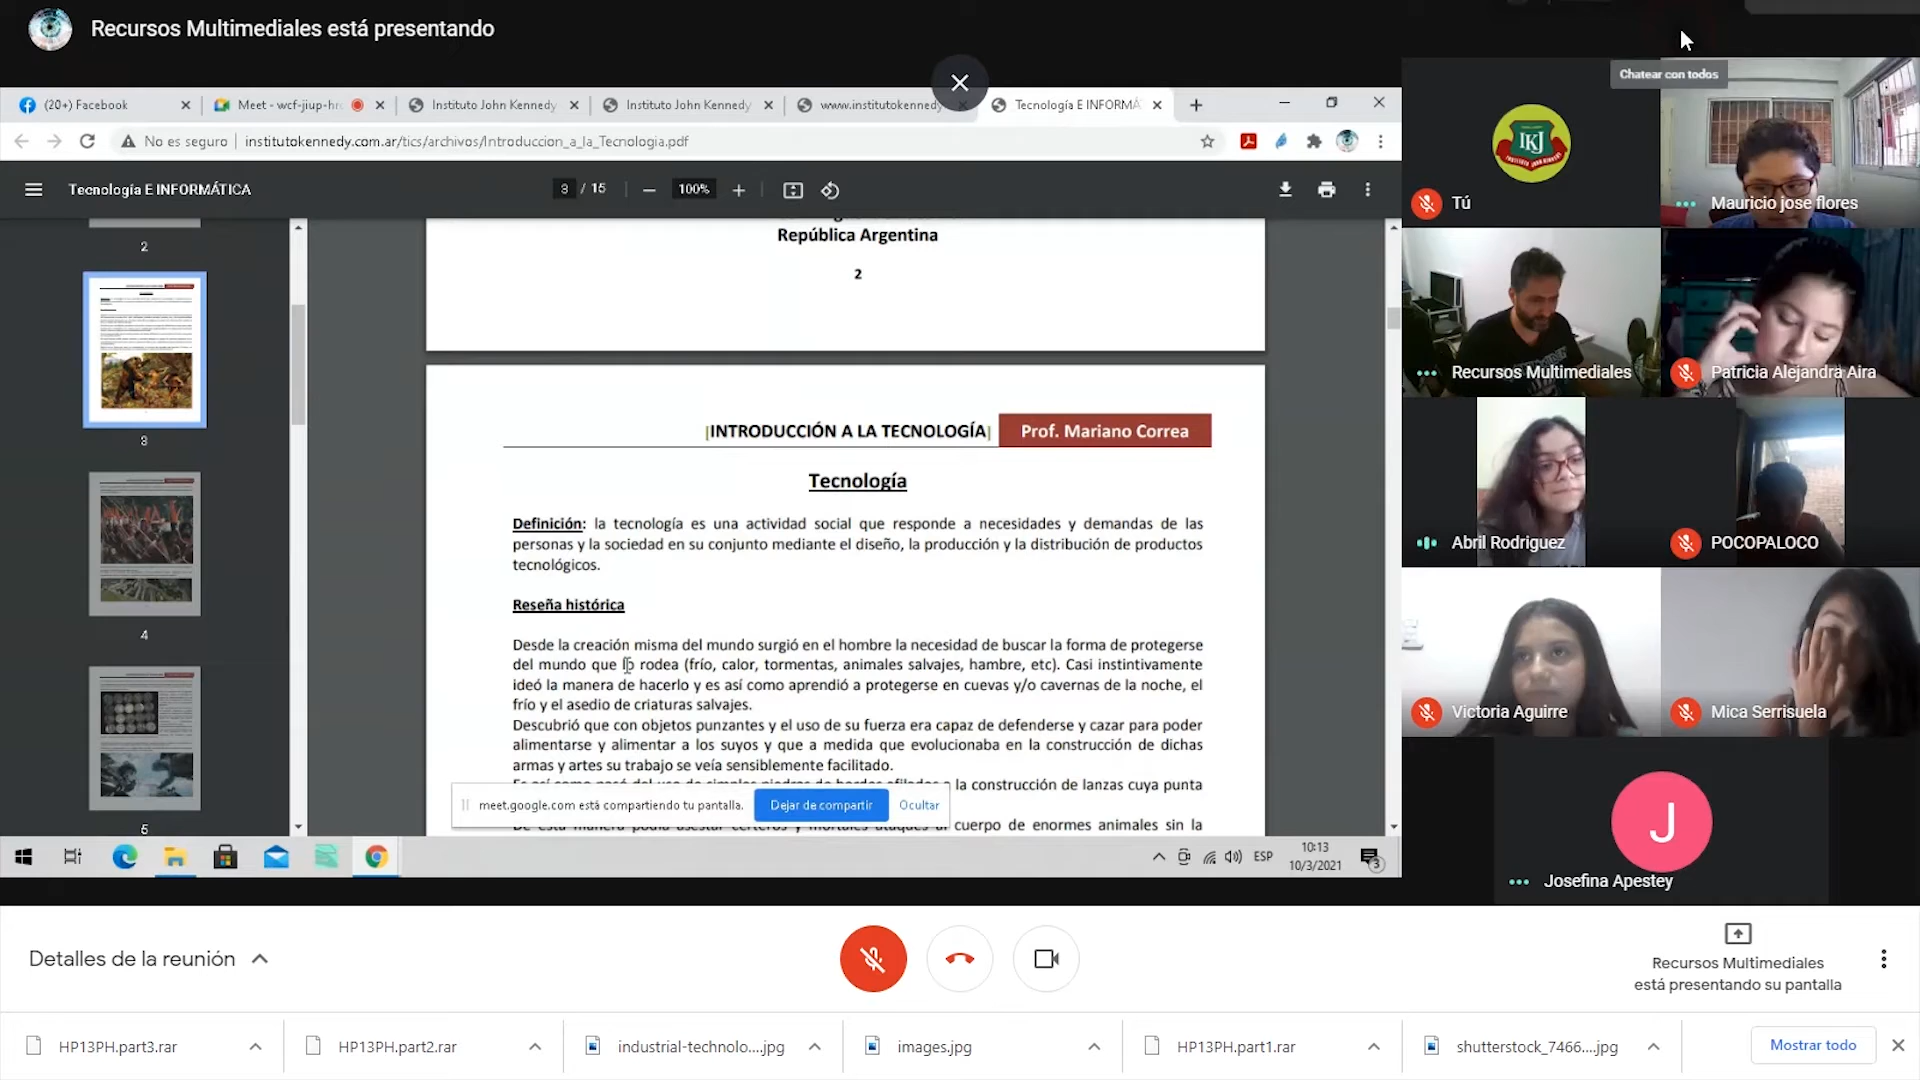 Recursos Multimediales está presentando
Chatear con todos
(20+) Facebook
Meet - wcf-jiup-hr
Instituto John Kennedy
Instituto John Kennedy
www.institutokennedy
Tecnología E INFORMÁ
No es seguro
institutokennedy.com.ar/tics/archivos/Introduccion_a_la_Tecnologia.pdf
Tecnología E INFORMÁTICA
3 / 15
100%
2
3
4
5
República Argentina
2
[INTRODUCCIÓN A LA TECNOLOGÍA]
Prof. Mariano Correa
Tecnología
Definición: la tecnología es una actividad social que responde a necesidades y demandas de las
personas y la sociedad en su conjunto mediante el diseño, la producción y la distribución de productos
tecnológicos.
Reseña histórica
Desde la creación misma del mundo surgió en el hombre la necesidad de buscar la forma de protegerse
del mundo que lo rodea (frío, calor, tormentas, animales salvajes, hambre, etc). Casi instintivamente
ideó la manera de hacerlo y es así como aprendió a protegerse en cuevas y/o cavernas de la noche, el
frío y el asedio de criaturas salvajes.
Descubrió que con objetos punzantes y el uso de su fuerza era capaz de defenderse y cazar para poder
alimentarse y alimentar a los suyos y que a medida que evolucionaba en la construcción de dichas
armas y artes su trabajo se veía sensiblemente facilitado.
la construcción de lanzas cuya punta
meet.google.com está compartiendo tu pantalla.
Dejar de compartir
Ocultar
cuerpo de enormes animales sin la
ESP
10:13
10/3/2021
3
IKJ
Tú
Mauricio jose flores
Recursos Multimediales
Patricia Alejandra Aira
Abril Rodriguez
POCOPALOCO
Victoria Aguirre
Mica Serrisuela
J
Josefina Apestey
Detalles de la reunión
Recursos Multimediales
está presentando su pantalla
HP13PH.part3.rar
HP13PH.part2.rar
industrial-technolo....jpg
images.jpg
HP13PH.part1.rar
shutterstock_7466....jpg
Mostrar todo